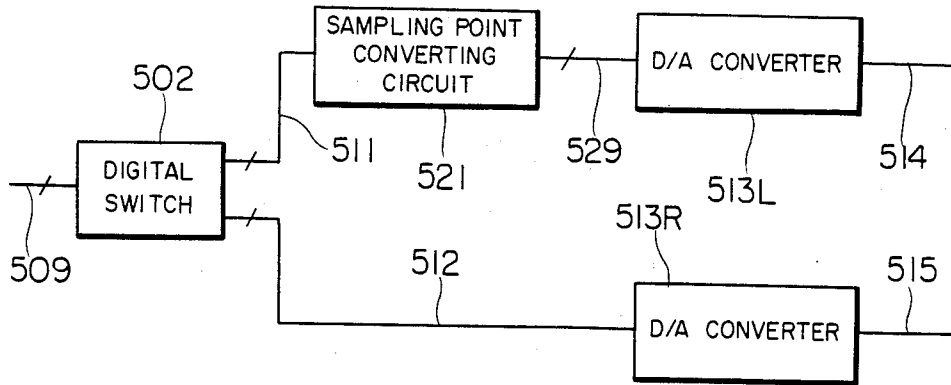 SAMPLING POINT
CONVERTING
CIRCUIT
D/A CONVERTER
502
511
521
529
513L
514
DIGITAL
SWITCH
509
512
513R
515
D/A CONVERTER